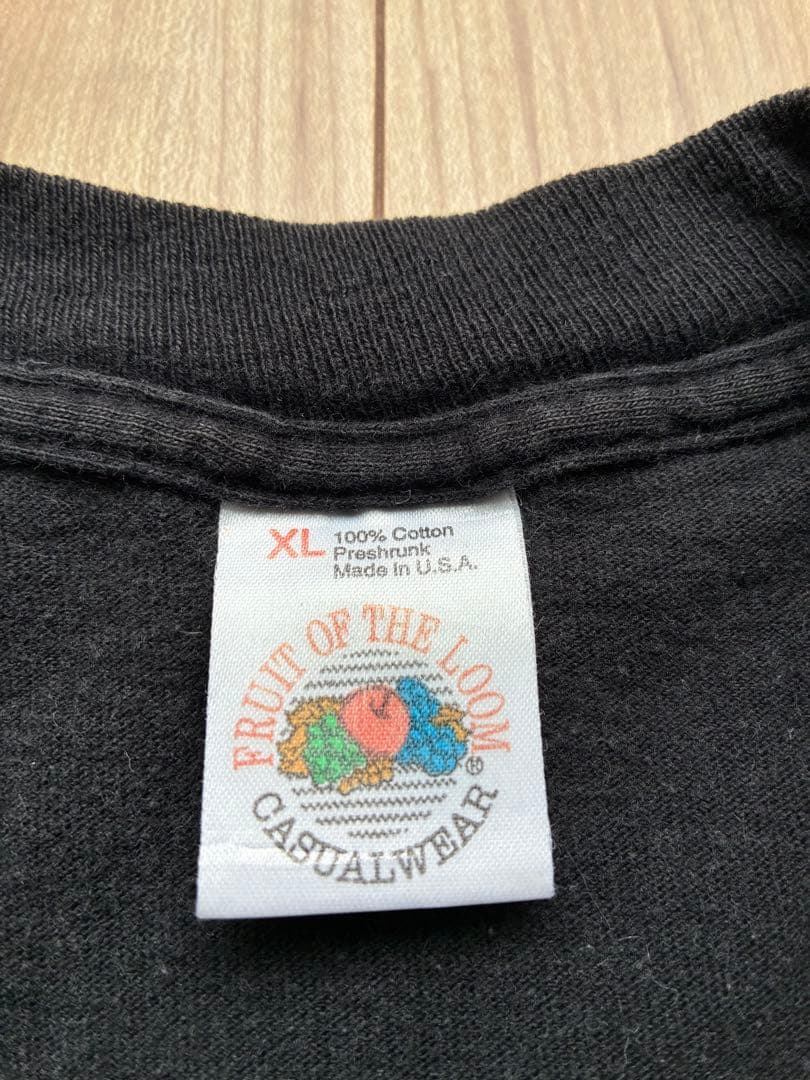 XL
100% Cotton
Preshrunk
Made In U.S.A.
FRUIT OF THE LOOM
®
CASUALWEAR